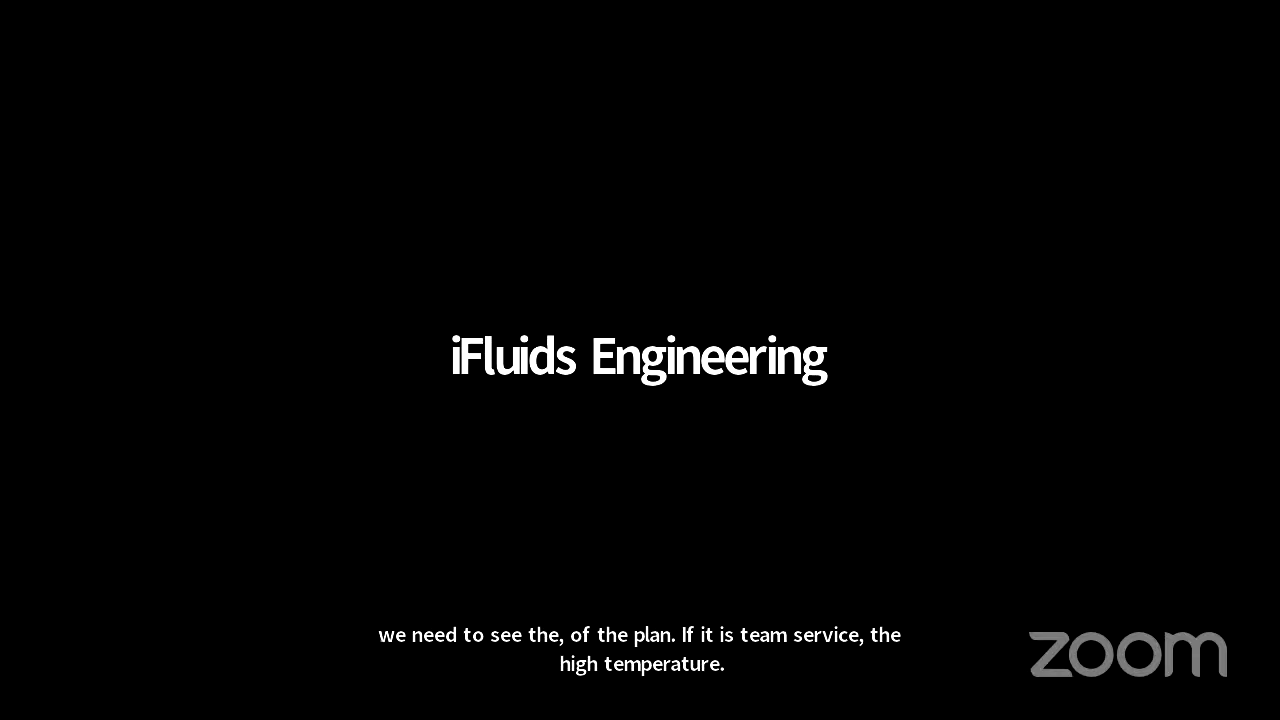 iFluids Engineering
we need to see the, of the plan. If it is team service, the
high temperature.
zoom